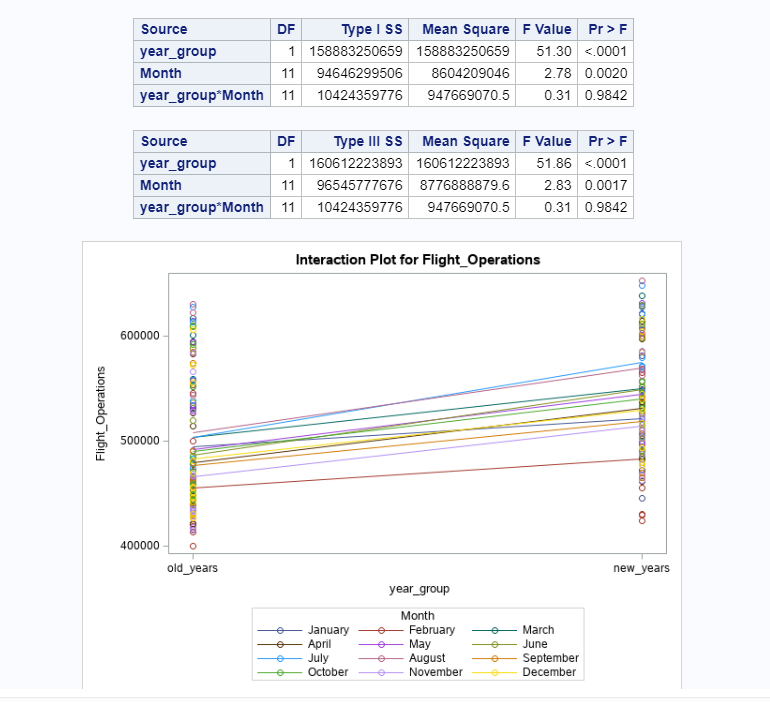 Source DF Type I SS Mean Square F Value Pr > F
year_group 1 158883250659 158883250659 51.30 <.0001
Month 11 94646299506 8604209046 2.78 0.0020
year_group*Month 11 10424359776 947669070.5 0.31 0.9842
Source DF Type III SS Mean Square F Value Pr > F
year_group 1 160612223893 160612223893 51.86 <.0001
Month 11 96545777676 8776888879.6 2.83 0.0017
year_group*Month 11 10424359776 947669070.5 0.31 0.9842
Interaction Plot for Flight_Operations
Flight_Operations
600000
500000
400000
old_years new_years
year_group
Month
January February March
April May June
July August September
October November December